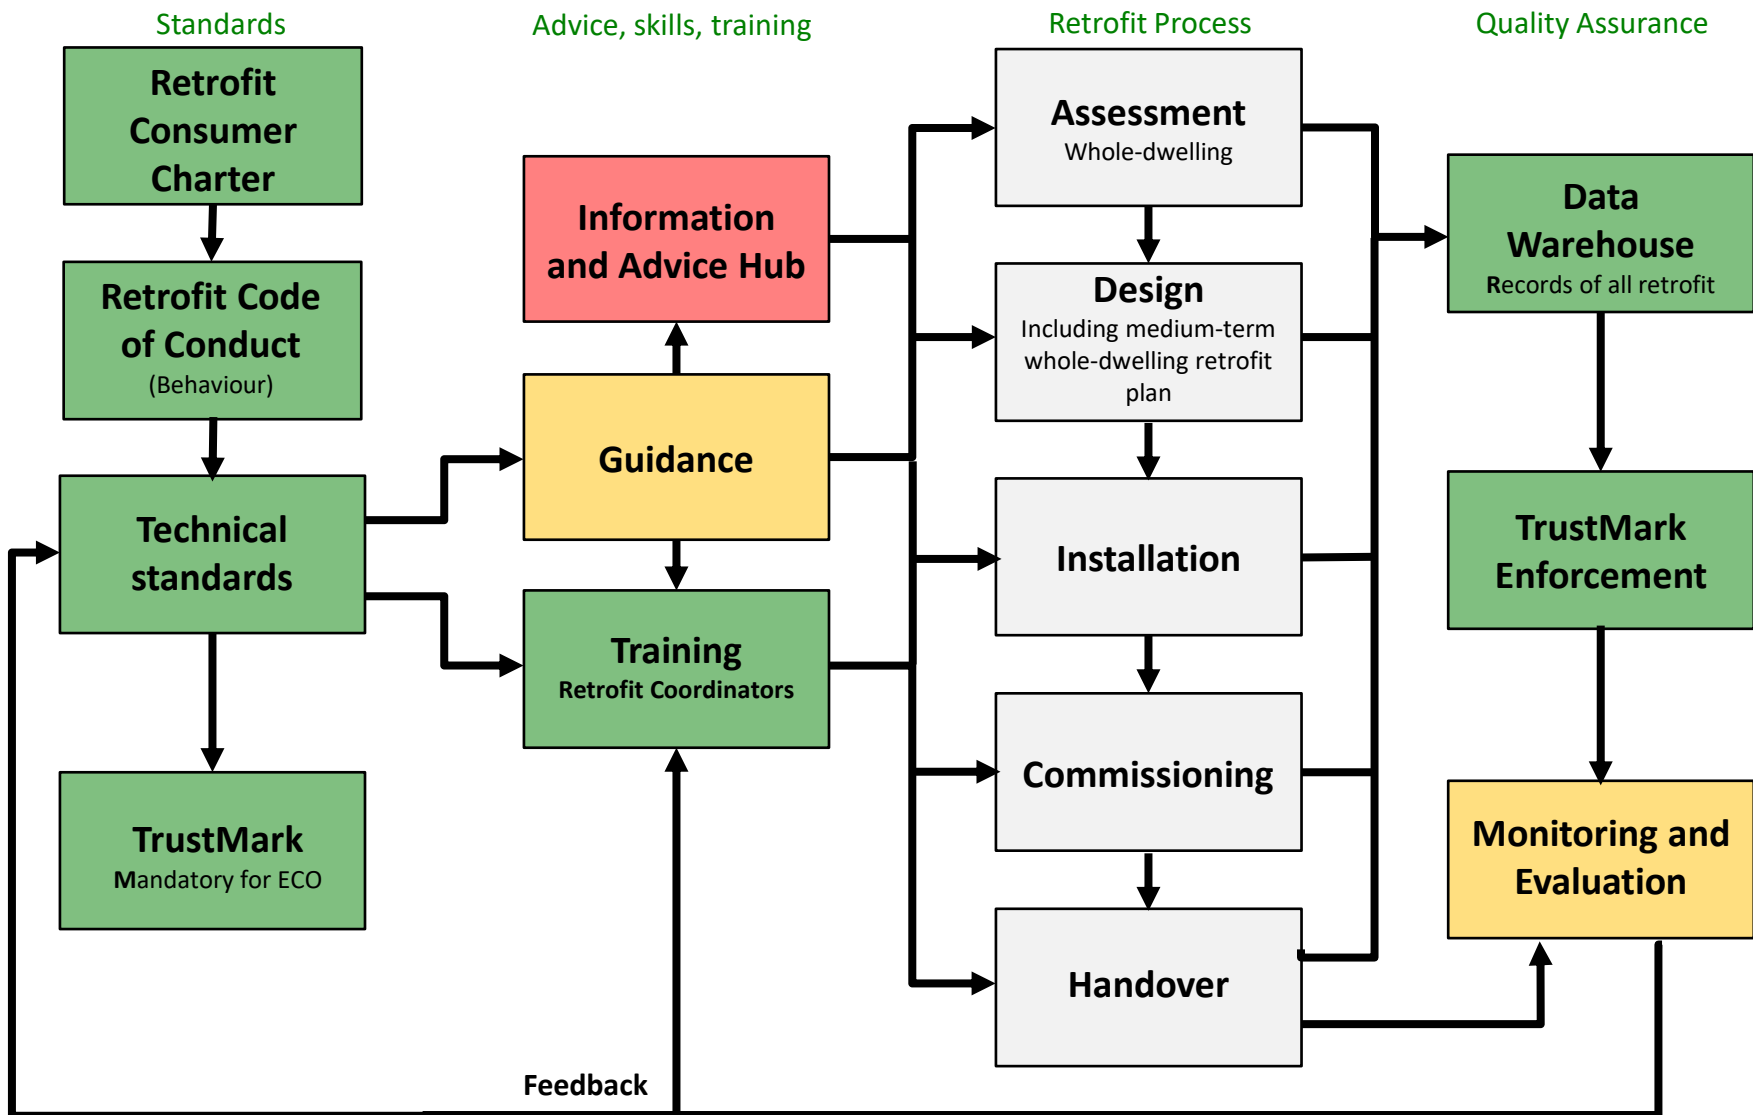 Standards
Advice, skills, training
Retrofit Process
Quality Assurance
Retrofit
Consumer
Charter
Retrofit Code
of Conduct
(Behaviour)
Technical
standards
TrustMark
Mandatory for ECO
Information
and Advice Hub
Guidance
Training
Retrofit Coordinators
Assessment
Whole-dwelling
Design
Including medium-term
whole-dwelling retrofit
plan
Installation
Commissioning
Handover
Data
Warehouse
Records of all retrofit
TrustMark
Enforcement
Monitoring and
Evaluation
Feedback